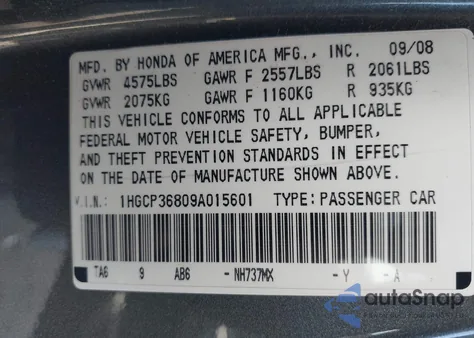 MFD. BY HONDA OF AMERICA MFG., INC. 09/08
GVWR 4575LBS GAWR F 2557LBS R 2061LBS
GVWR 2075KG GAWR F 1160KG R 935KG
THIS VEHICLE CONFORMS TO ALL APPLICABLE
FEDERAL MOTOR VEHICLE SAFETY, BUMPER,
AND THEFT PREVENTION STANDARDS IN EFFECT
ON THE DATE OF MANUFACTURE SHOWN ABOVE.
V.I.N.: 1HGCP36809A015601 TYPE: PASSENGER CAR
TA6 9 AB6 -NH737MX -Y -A
autoSnap